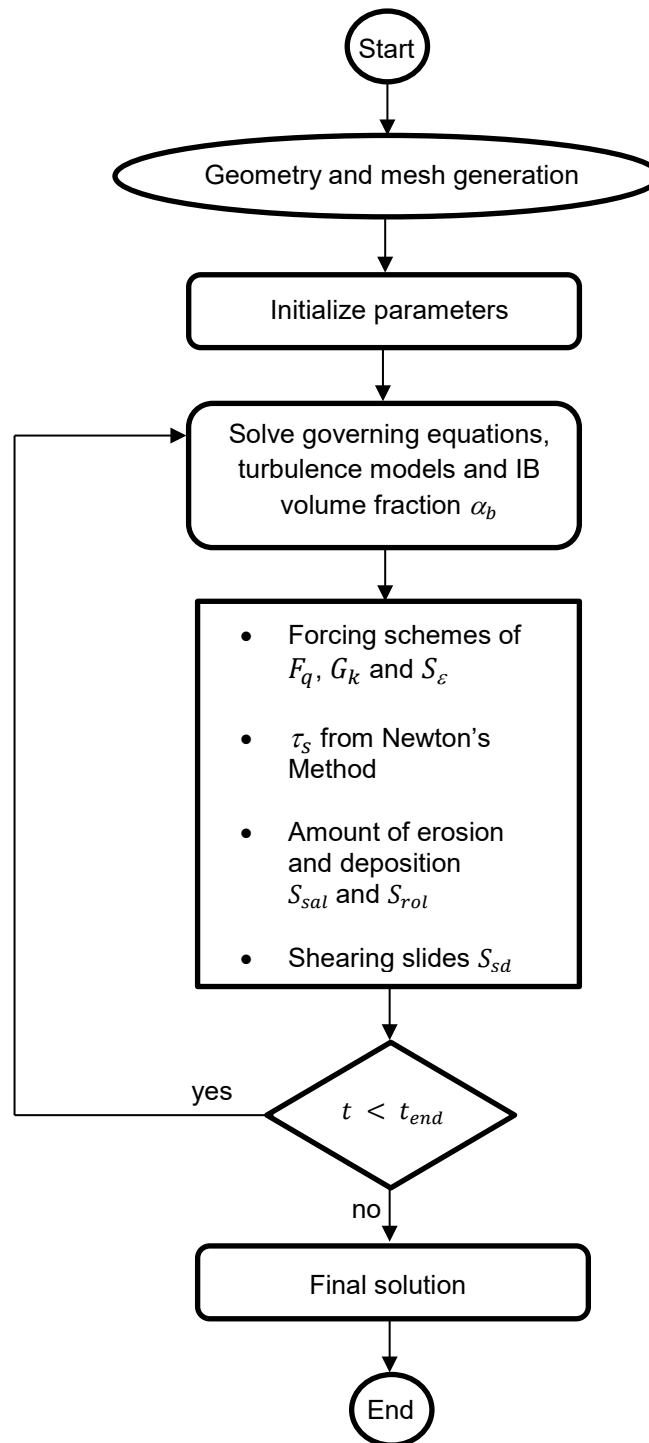 Start
Geometry and mesh generation
Initialize parameters
Solve governing equations,
turbulence models and IB
volume fraction α_b
• Forcing schemes of
F_q, G_k and S_ε
• τ_s from Newton’s
Method
• Amount of erosion
and deposition
S_sal and S_rol
• Shearing slides S_sd
yes
t < t_end
no
Final solution
End